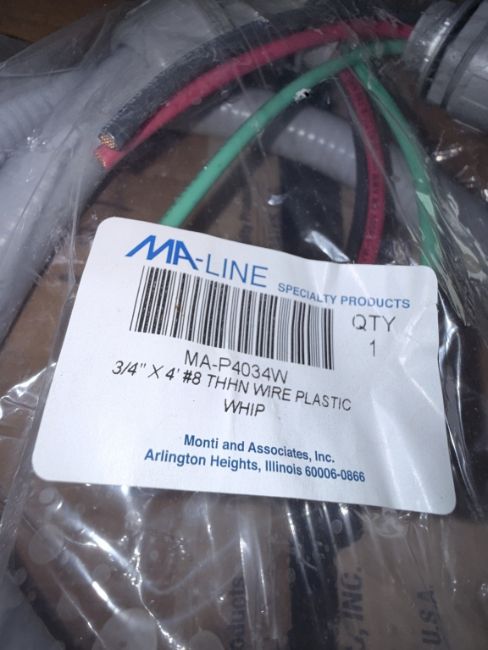 MA-LINE SPECIALTY PRODUCTS
QTY
1
MA-P4034W
3/4" X 4' #8 THHN WIRE PLASTIC
WHIP
Monti and Associates, Inc.
Arlington Heights, Illinois 60006-0866
, INC.
U.S.A.